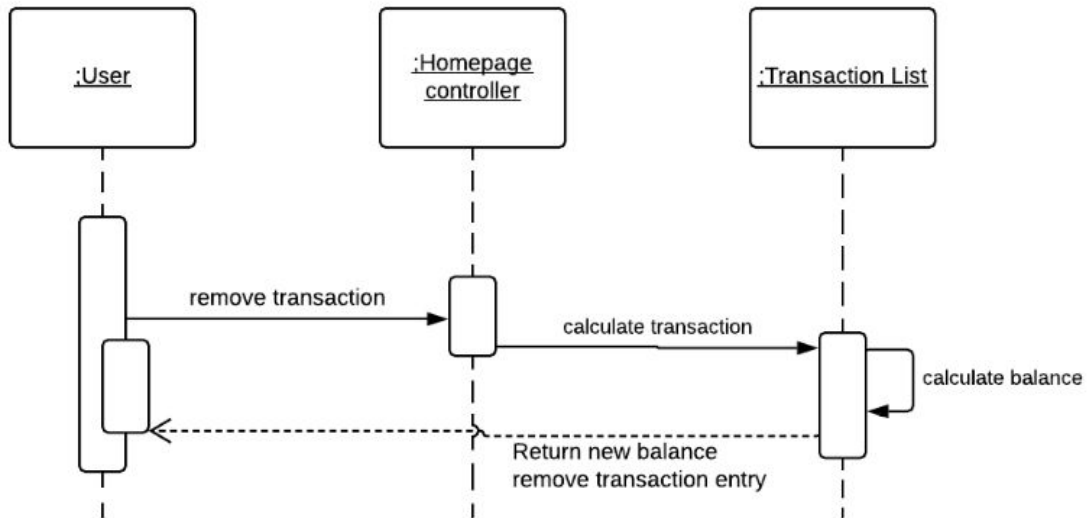 ;User
;Homepage
controller
;Transaction List
remove transaction
calculate transaction
calculate balance
Return new balance
remove transaction entry